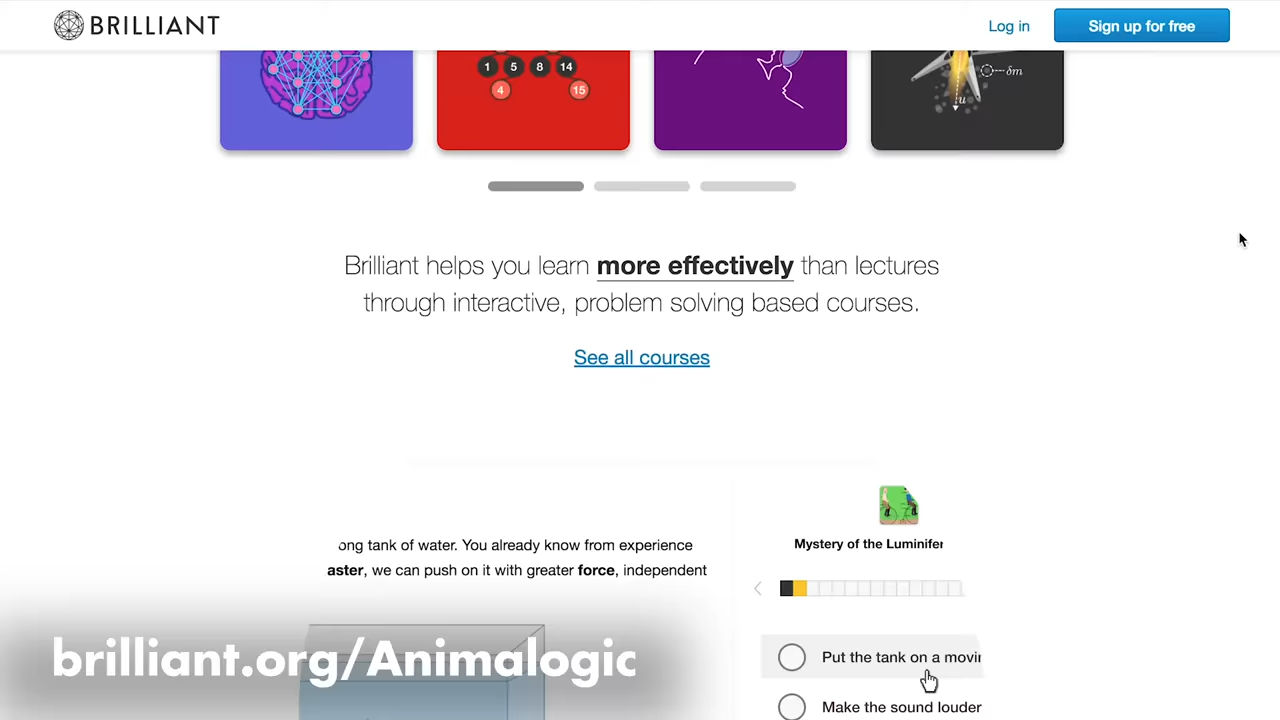 BRILLIANT
Log in
Sign up for free
1 5 8 14
4 15
δm
u
Brilliant helps you learn more effectively than lectures
through interactive, problem solving based courses.
See all courses
ong tank of water. You already know from experience
aster, we can push on it with greater force, independent
Mystery of the Luminifer
Put the tank on a movin
Make the sound louder
brilliant.org/Animalogic